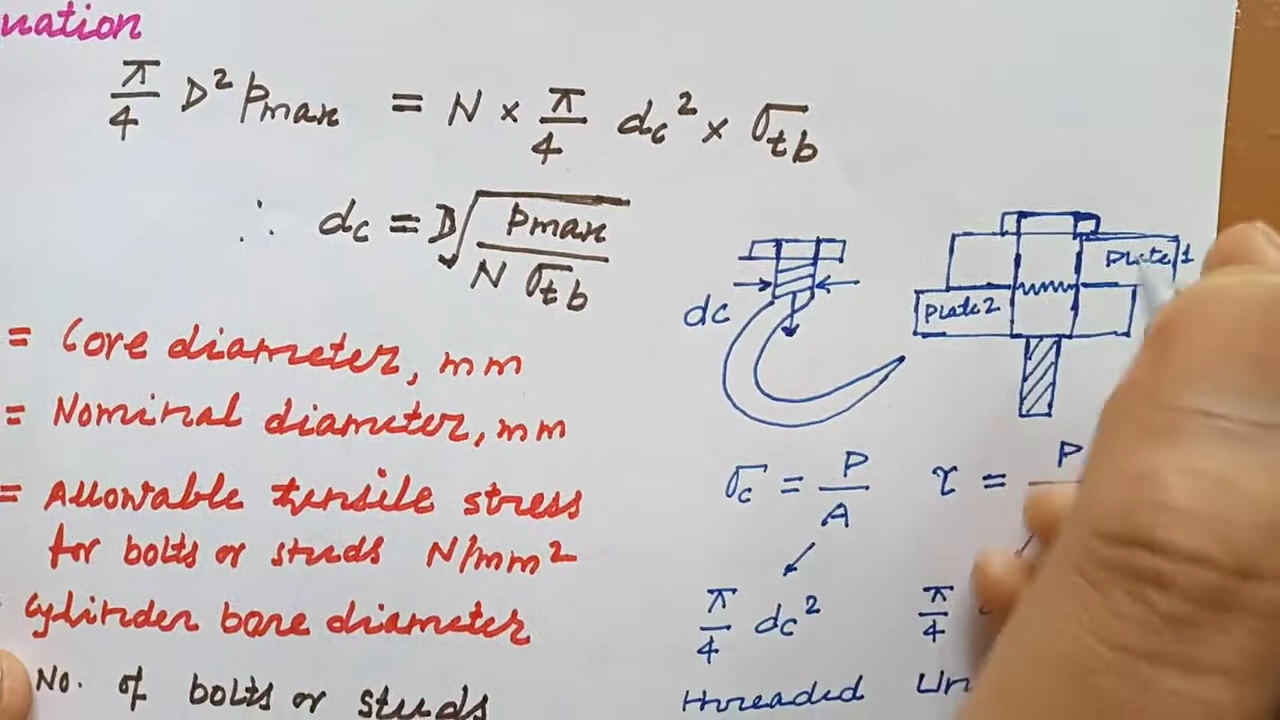 uation
π/4 D² pmax = N × π/4 dc² × σtb
∴ dc = D√(pmax / N σtb)
= Core diameter, mm
= Nominal diameter, mm
= Allowable tensile stress
for bolts or studs N/mm²
Cylinder bore diameter
No. of bolts or studs
dc
Plate 1
Plate 2
σc = P/A
π/4 dc²
Threaded
τ = P
π/4
Un